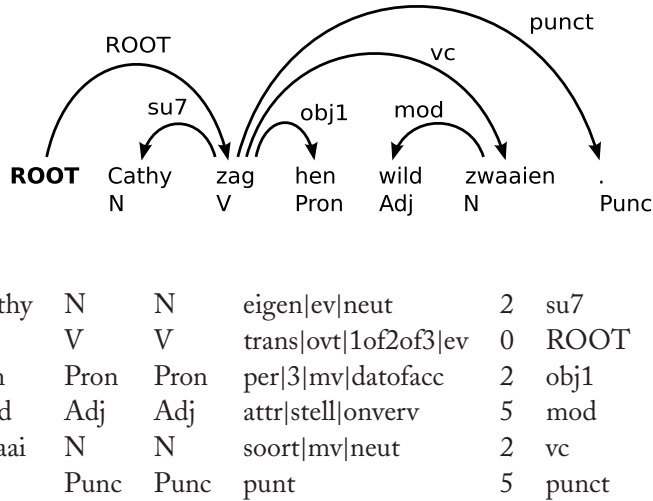 punct
ROOT vc
su7 obj1 mod
ROOT Cathy zag hen wild zwaaien .
N V Pron Adj N Punc
thy N N eigen|ev|neut 2 su7
V V trans|ovt|1of2of3|ev 0 ROOT
Pron Pron per|3|mv|datofacc 2 obj1
d Adj Adj attr|stell|onverv 5 mod
aai N N soort|mv|neut 2 vc
Punc Punc punt 5 punct